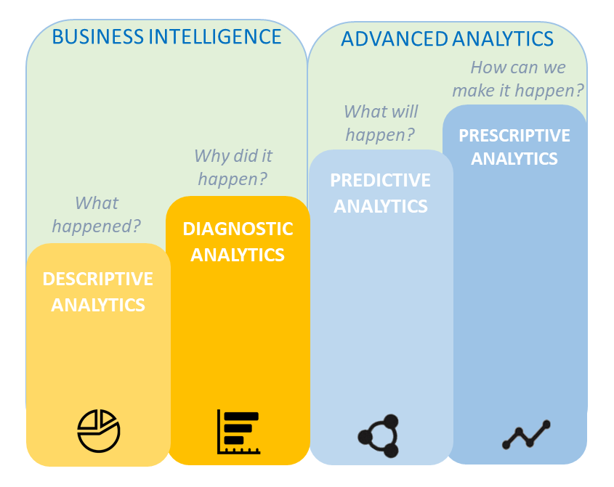 BUSINESS INTELLIGENCE
ADVANCED ANALYTICS
What
happened?
DESCRIPTIVE
ANALYTICS
Why did it
happen?
DIAGNOSTIC
ANALYTICS
What will
happen?
PREDICTIVE
ANALYTICS
How can we
make it happen?
PRESCRIPTIVE
ANALYTICS